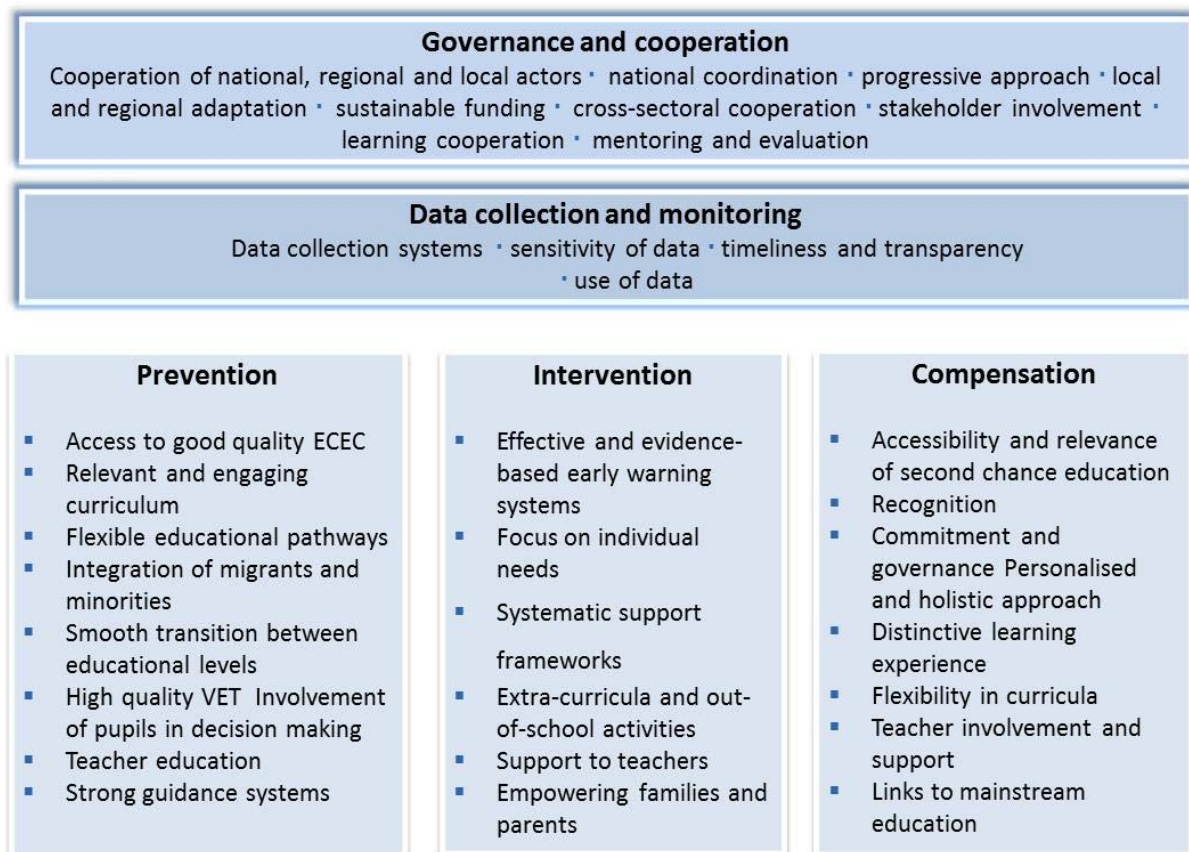 Governance and cooperation
Cooperation of national, regional and local actors · national coordination · progressive approach · local
and regional adaptation · sustainable funding · cross-sectoral cooperation · stakeholder involvement ·
learning cooperation · mentoring and evaluation
Data collection and monitoring
Data collection systems · sensitivity of data · timeliness and transparency
· use of data
Prevention
▪ Access to good quality ECEC
▪ Relevant and engaging
curriculum
▪ Flexible educational pathways
▪ Integration of migrants and
minorities
▪ Smooth transition between
educational levels
▪ High quality VET Involvement
of pupils in decision making
▪ Teacher education
▪ Strong guidance systems
Intervention
▪ Effective and evidence-
based early warning
systems
▪ Focus on individual
needs
▪ Systematic support
frameworks
▪ Extra-curricula and out-
of-school activities
▪ Support to teachers
▪ Empowering families and
parents
Compensation
▪ Accessibility and relevance
of second chance education
▪ Recognition
▪ Commitment and
governance Personalised
and holistic approach
▪ Distinctive learning
experience
▪ Flexibility in curricula
▪ Teacher involvement and
support
▪ Links to mainstream
education